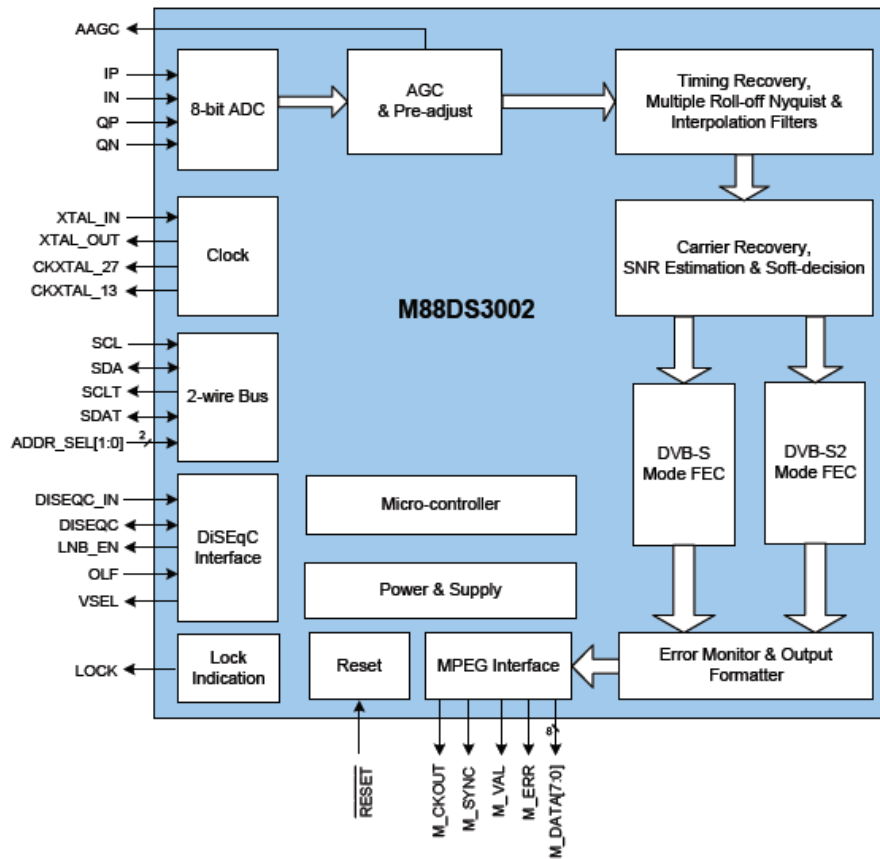 AAGC
IP
IN
QP
QN
8-bit ADC
AGC
& Pre-adjust
Timing Recovery,
Multiple Roll-off Nyquist &
Interpolation Filters
XTAL_IN
XTAL_OUT
CKXTAL_27
CKXTAL_13
Clock
Carrier Recovery,
SNR Estimation & Soft-decision
M88DS3002
SCL
SDA
SCLT
SDAT
ADDR_SEL[1:0]
2
2-wire Bus
DVB-S
Mode FEC
DVB-S2
Mode FEC
DISEQC_IN
DISEQC
LNB_EN
OLF
VSEL
DiSEqC
Interface
Micro-controller
Power & Supply
LOCK
Lock
Indication
Reset
MPEG Interface
Error Monitor & Output
Formatter
8
RESET
M_CKOUT
M_SYNC
M_VAL
M_ERR
M_DATA[7:0]